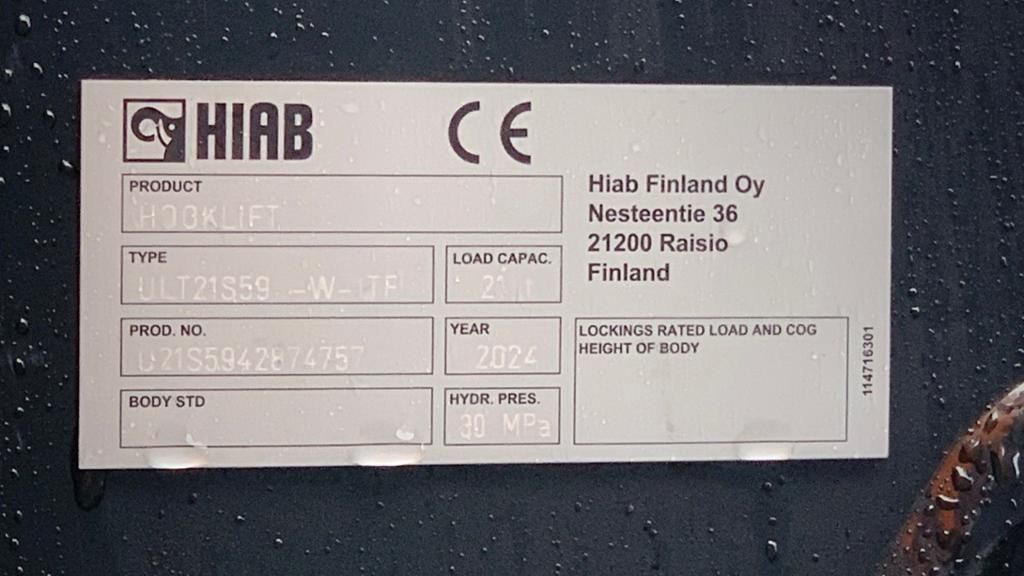 HIAB
CE
PRODUCT
HOOKLIFT
Hiab Finland Oy
Nesteentie 36
21200 Raisio
Finland
TYPE
ULT21S59 -W-
LOAD CAPAC.
PROD. NO.
YEAR
2024
LOCKINGS RATED LOAD AND COG
HEIGHT OF BODY
BODY STD
HYDR. PRES.
30 MPa
114716301